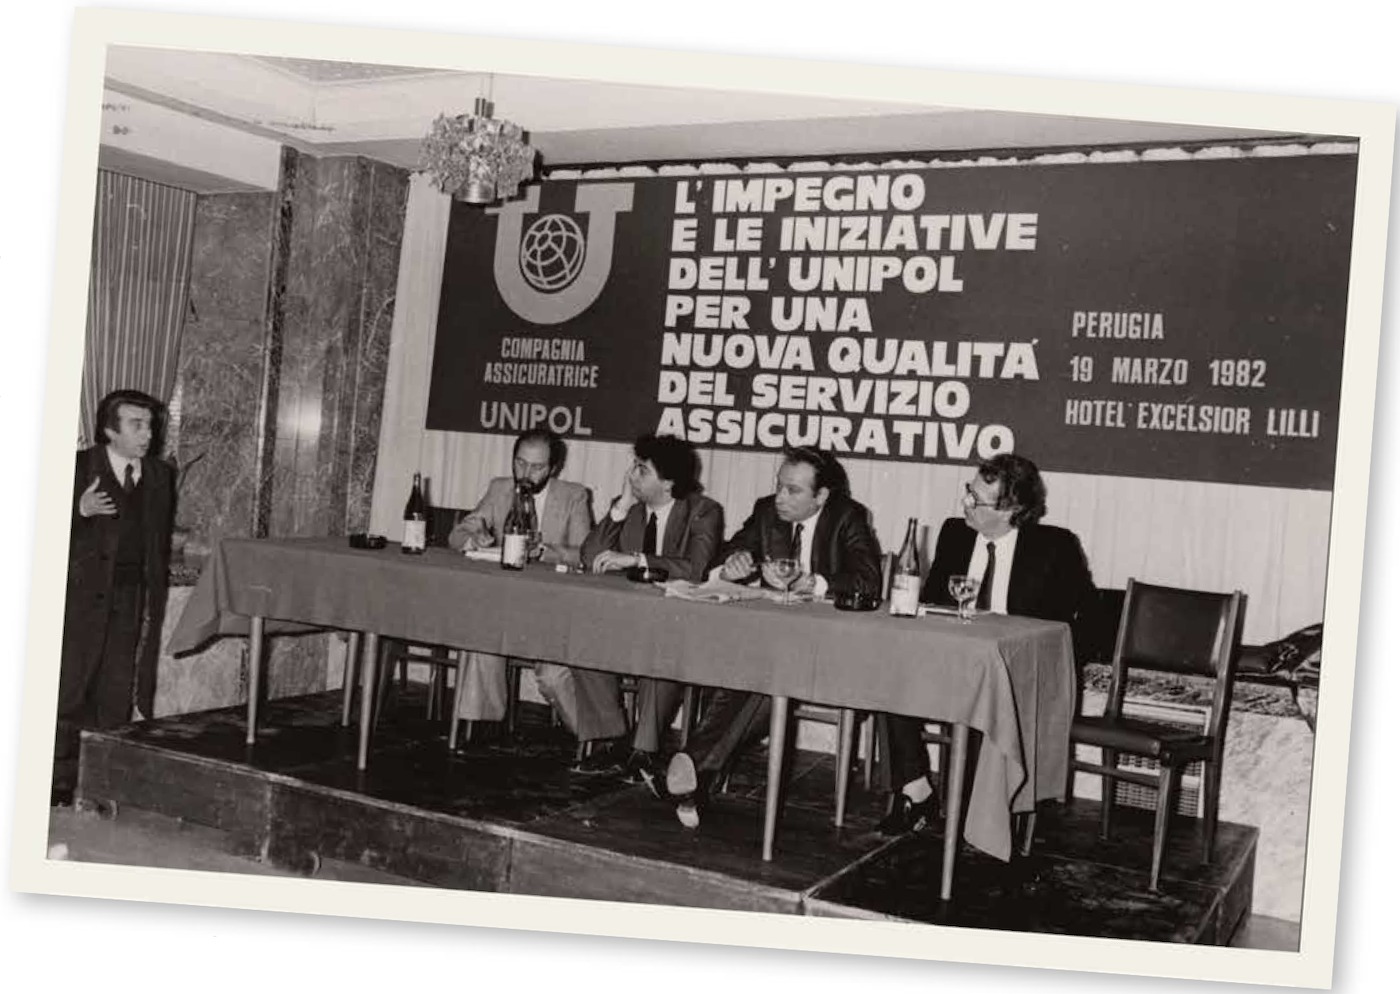 COMPAGNIA
ASSICURATRICE
UNIPOL
L' IMPEGNO
E LE INIZIATIVE
DELL' UNIPOL
PER UNA
NUOVA QUALITÁ
DEL SERVIZIO
ASSICURATIVO
PERUGIA
19 MARZO 1982
HOTEL EXCELSIOR LILLI